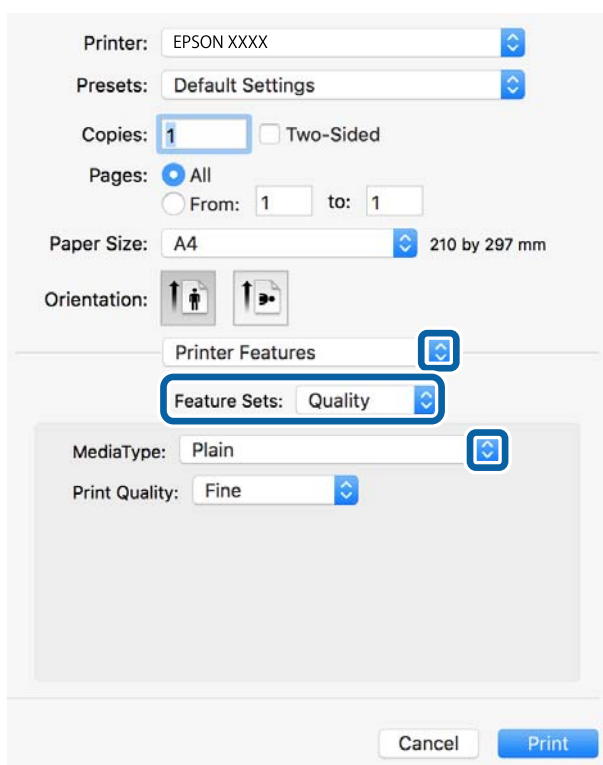 Printer: EPSON XXXX
Presets: Default Settings
Copies: 1 Two-Sided
Pages: All
From: 1 to: 1
Paper Size: A4 210 by 297 mm
Orientation:
Printer Features
Feature Sets: Quality
MediaType: Plain
Print Quality: Fine
Cancel Print